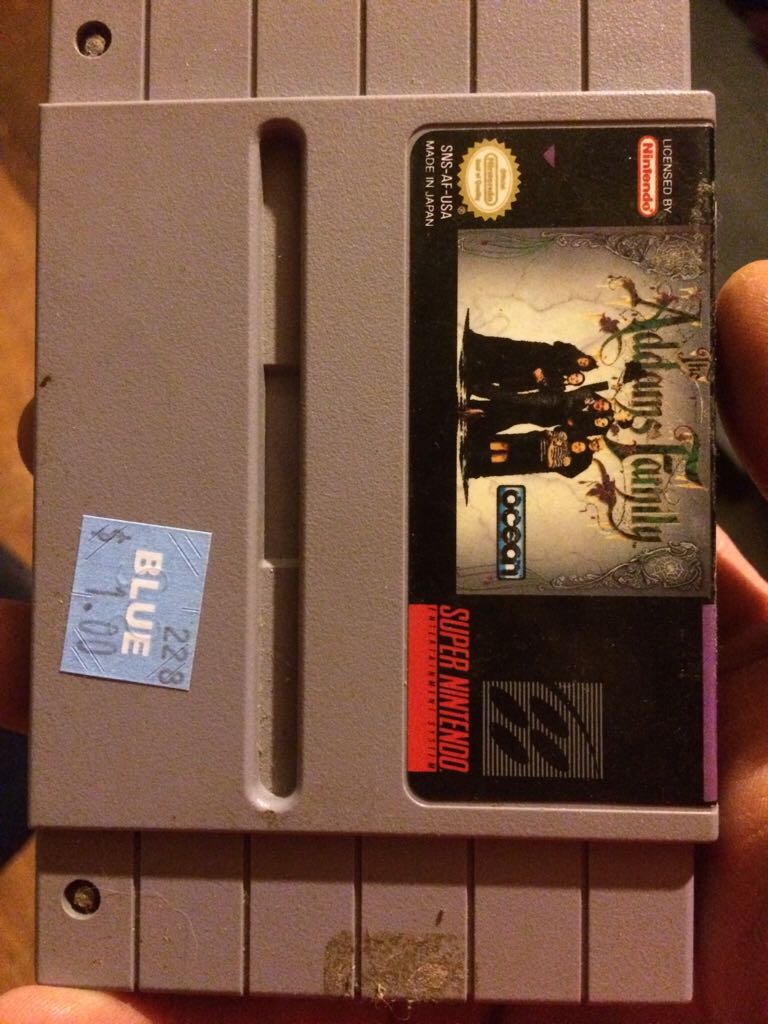 LICENSED BY
Nintendo
SNS-AF-USA
MADE IN JAPAN
The
Addams Family
ocean
SUPER NINTENDO
ENTERTAINMENT SYSTEM
228
BLUE
$ 1.00